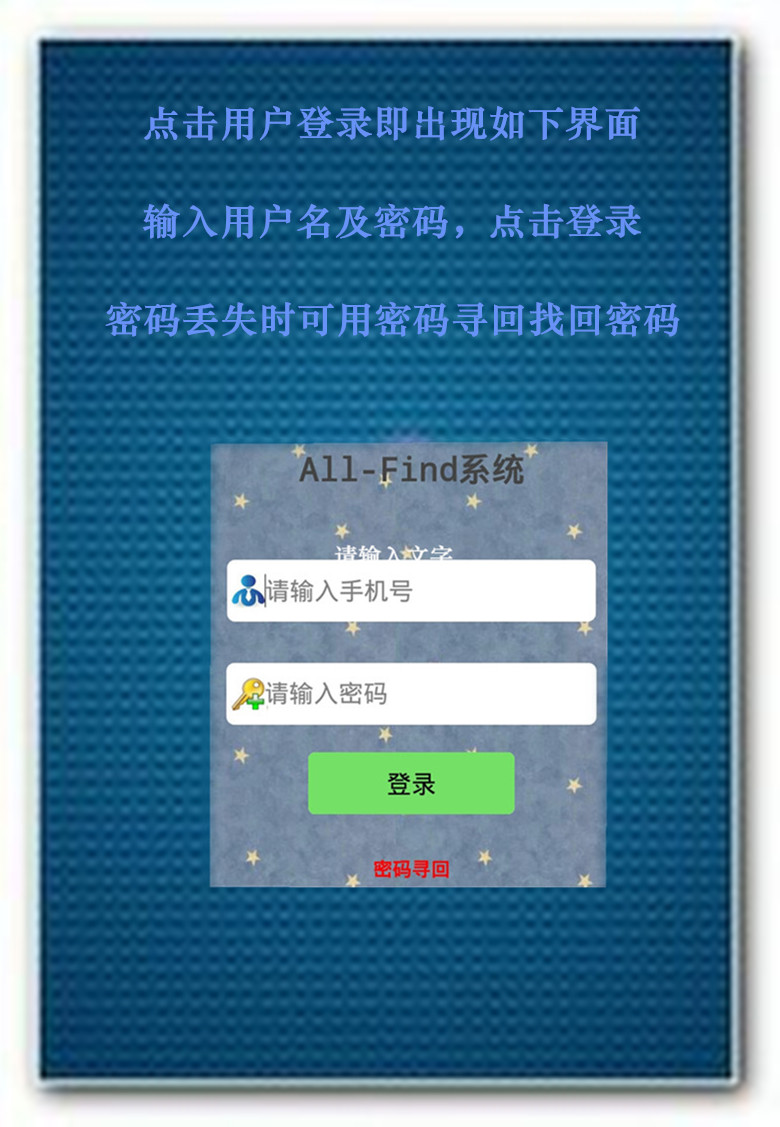 点击用户登录即出现如下界面
输入用户名及密码，点击登录
密码丢失时可用密码寻回找回密码
All-Find系统
请输入文字
请输入手机号
请输入密码
登录
密码寻回